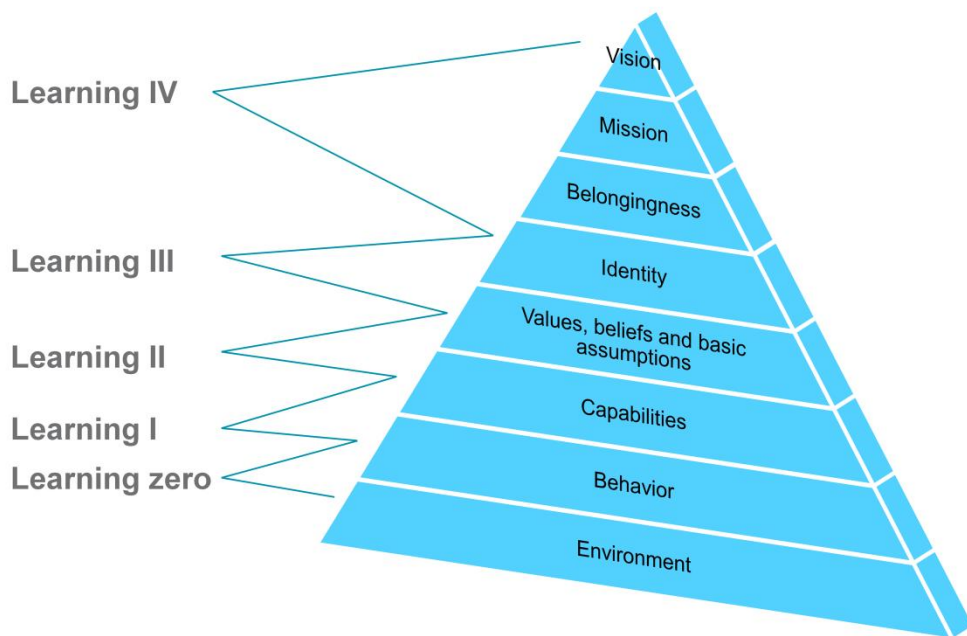 Learning IV
Learning III
Learning II
Learning I
Learning zero
Vision
Mission
Belongingness
Identity
Values, beliefs and basic
assumptions
Capabilities
Behavior
Environment